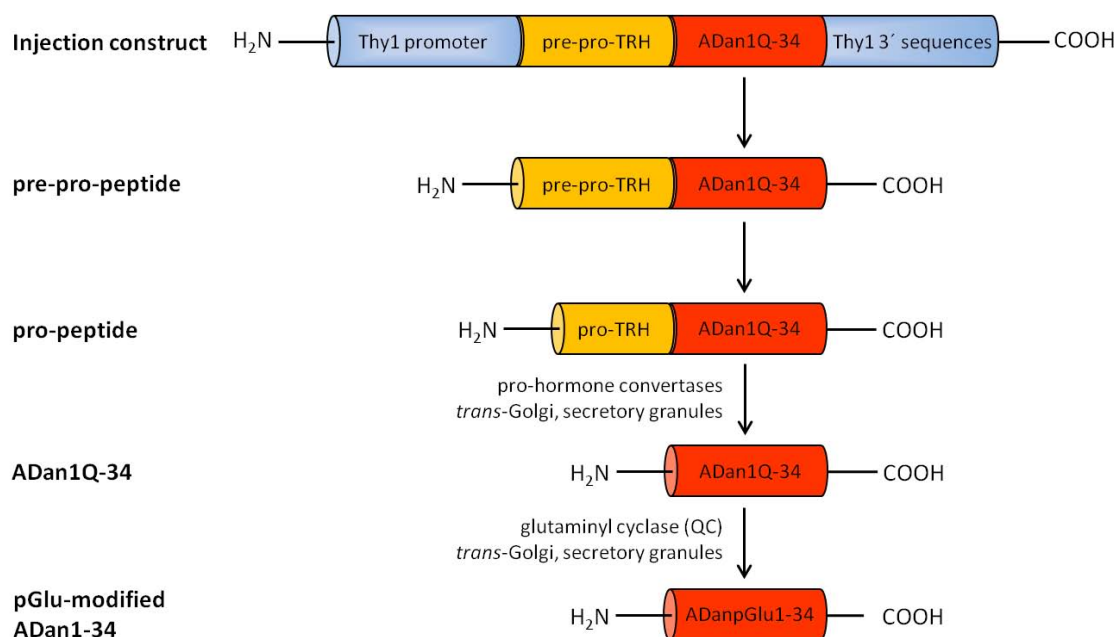 Injection construct H₂N Thy1 promoter pre-pro-TRH ADan1Q-34 Thy1 3´ sequences COOH
pre-pro-peptide H₂N pre-pro-TRH ADan1Q-34 COOH
pro-peptide H₂N pro-TRH ADan1Q-34 COOH
pro-hormone convertases
trans-Golgi, secretory granules
ADan1Q-34 H₂N ADan1Q-34 COOH
glutaminyl cyclase (QC)
trans-Golgi, secretory granules
pGlu-modified
ADan1-34 H₂N ADanpGlu1-34 COOH